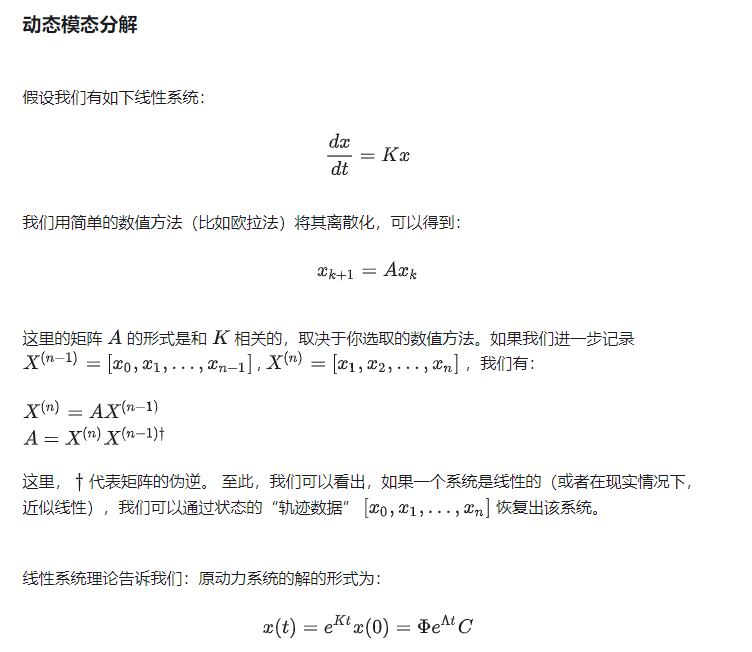 动态模态分解
假设我们有如下线性系统：
dx/dt = Kx
我们用简单的数值方法（比如欧拉法）将其离散化，可以得到：
x_{k+1} = Ax_k
这里的矩阵 A 的形式是和 K 相关的，取决于你选取的数值方法。如果我们进一步记录
X^{(n-1)} = [x_0, x_1, ..., x_{n-1}] , X^{(n)} = [x_1, x_2, ..., x_n] ，我们有：
X^{(n)} = AX^{(n-1)}
A = X^{(n)} X^{(n-1)†}
这里，† 代表矩阵的伪逆。 至此，我们可以看出，如果一个系统是线性的（或者在现实情况下，
近似线性），我们可以通过状态的“轨迹数据” [x_0, x_1, ..., x_n] 恢复出该系统。
线性系统理论告诉我们：原动力系统的解的形式为：
x(t) = e^{Kt} x(0) = Φe^{Λt} C